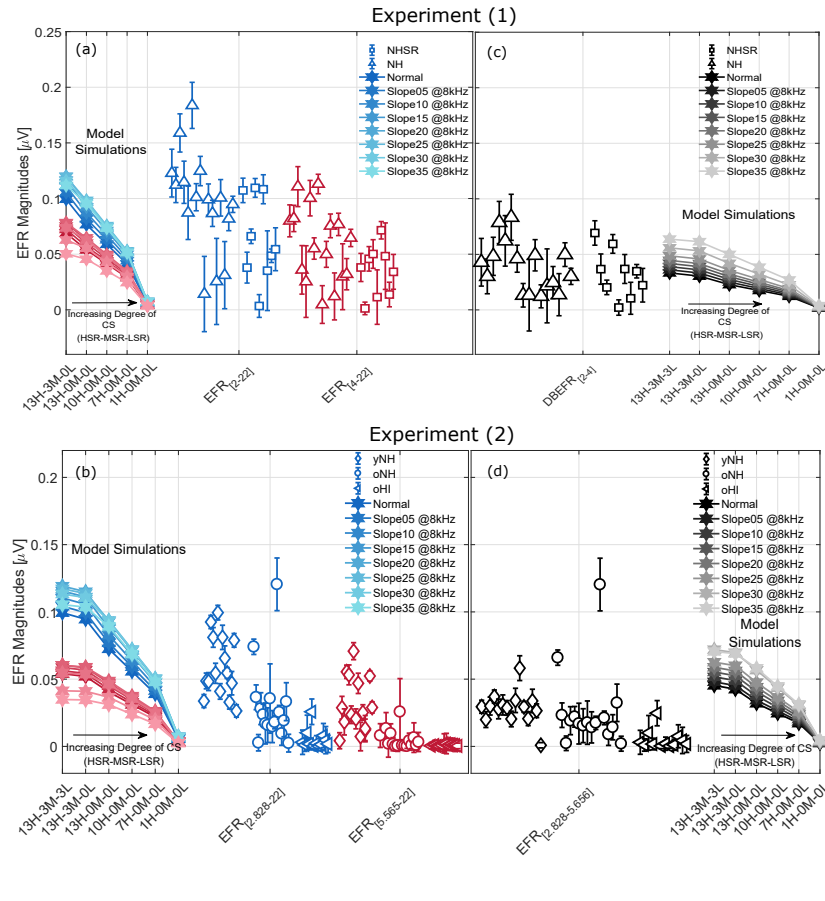 Experiment (1)
EFR Magnitudes [μV]
0.25
0.2
0.15
0.1
0.05
0
(a)
Model
Simulations
NHSR
NH
Normal
Slope05 @8kHz
Slope10 @8kHz
Slope15 @8kHz
Slope20 @8kHz
Slope25 @8kHz
Slope30 @8kHz
Slope35 @8kHz
Increasing Degree of
CS
(HSR-MSR-LSR)
13H-3M-0L
13H-0M-0L
10H-0M-0L
7H-0M-0L
1H-0M-0L
EFR[2-22]
EFR[4-22]
(c)
NHSR
NH
Normal
Slope05 @8kHz
Slope10 @8kHz
Slope15 @8kHz
Slope20 @8kHz
Slope25 @8kHz
Slope30 @8kHz
Slope35 @8kHz
Model Simulations
Increasing Degree of
CS
(HSR-MSR-LSR)
DBEFR[2-4]
13H-3M-3L
13H-3M-0L
13H-0M-0L
10H-0M-0L
7H-0M-0L
1H-0M-0L
Experiment (2)
EFR Magnitudes [μV]
0.2
0.15
0.1
0.05
0
(b)
Model Simulations
yNH
oNH
oHI
Normal
Slope05 @8kHz
Slope10 @8kHz
Slope15 @8kHz
Slope20 @8kHz
Slope25 @8kHz
Slope30 @8kHz
Slope35 @8kHz
Increasing Degree of CS
(HSR-MSR-LSR)
13H-3M-3L
13H-3M-0L
13H-0M-0L
10H-0M-0L
7H-0M-0L
1H-0M-0L
EFR[2.828-22]
EFR[5.565-22]
(d)
yNH
oNH
oHI
Normal
Slope05 @8kHz
Slope10 @8kHz
Slope15 @8kHz
Slope20 @8kHz
Slope25 @8kHz
Slope30 @8kHz
Slope35 @8kHz
Model
Simulations
Increasing Degree of CS
(HSR-MSR-LSR)
EFR[2.828-5.656]
13H-3M-3L
13H-3M-0L
13H-0M-0L
10H-0M-0L
7H-0M-0L
1H-0M-0L